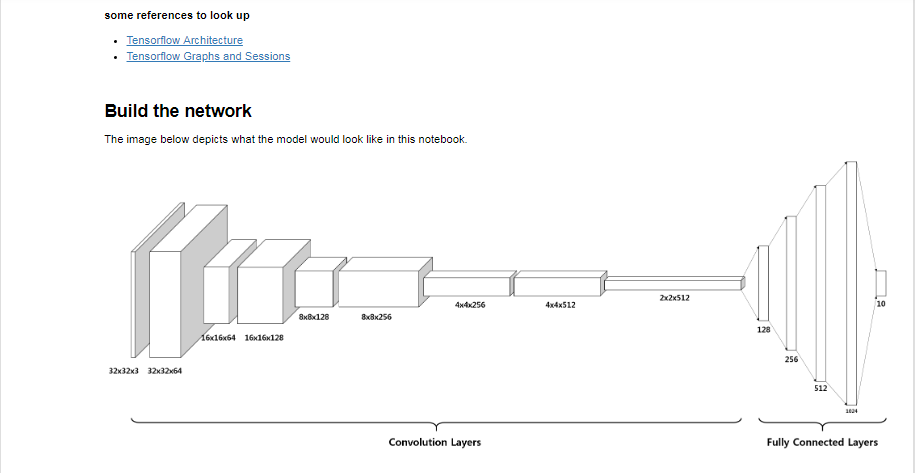 some references to look up
Tensorflow Architecture
Tensorflow Graphs and Sessions
Build the network
The image below depicts what the model would look like in this notebook.
32x32x3
32x32x64
16x16x64
16x16x128
8x8x128
8x8x256
4x4x256
4x4x512
2x2x512
128
256
512
1024
10
Convolution Layers
Fully Connected Layers